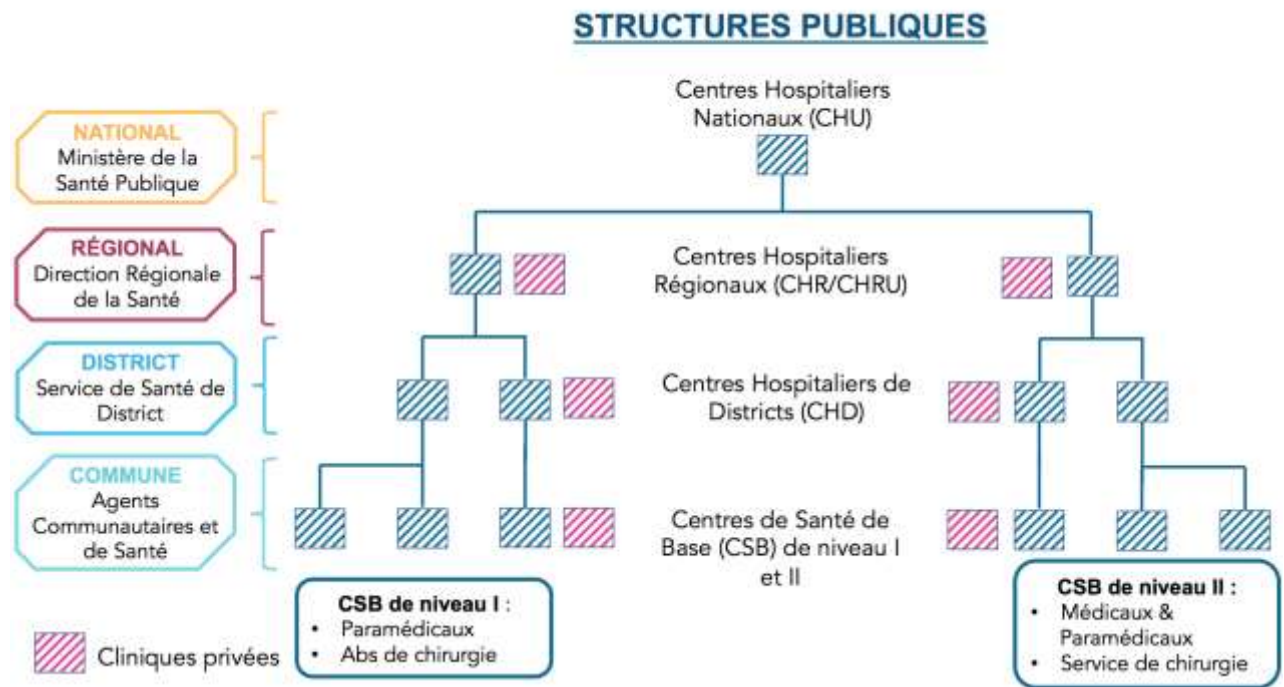 STRUCTURES PUBLIQUES
Centres Hospitaliers
Nationaux (CHU)
NATIONAL
Ministère de la
Santé Publique
RÉGIONAL
Direction Régionale
de la Santé
Centres Hospitaliers
Régionaux (CHR/CHRU)
DISTRICT
Service de Santé de
District
Centres Hospitaliers de
Districts (CHD)
COMMUNE
Agents
Communautaires et
de Santé
Centres de Santé de
Base (CSB) de niveau I
et II
CSB de niveau I :
• Paramédicaux
• Abs de chirurgie
CSB de niveau II :
• Médicaux &
Paramédicaux
• Service de chirurgie
Cliniques privées